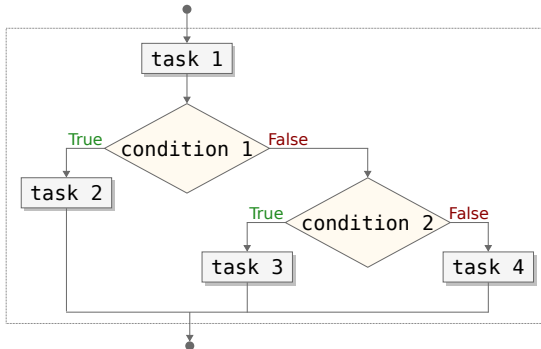 task 1
True
condition 1
False
task 2
True
condition 2
False
task 3
task 4